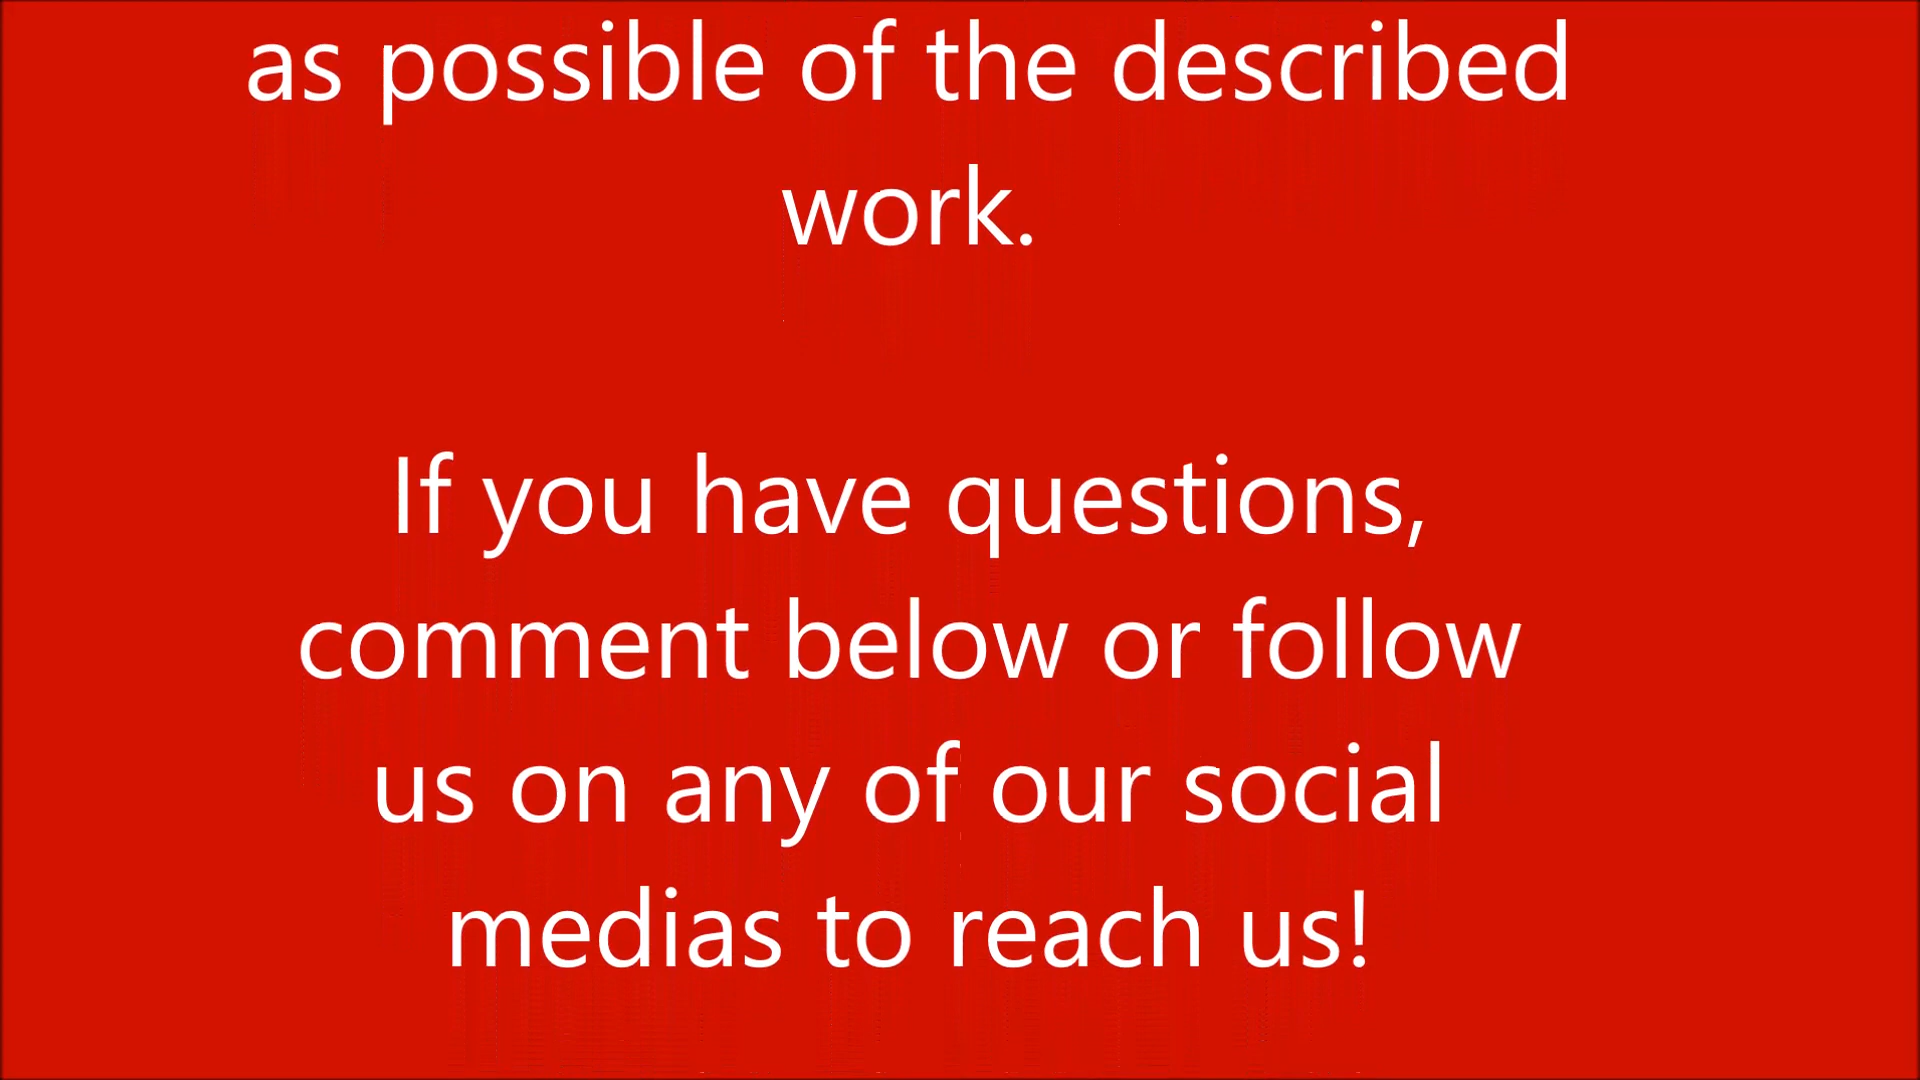 as possible of the described
work.
If you have questions,
comment below or follow
us on any of our social
medias to reach us!